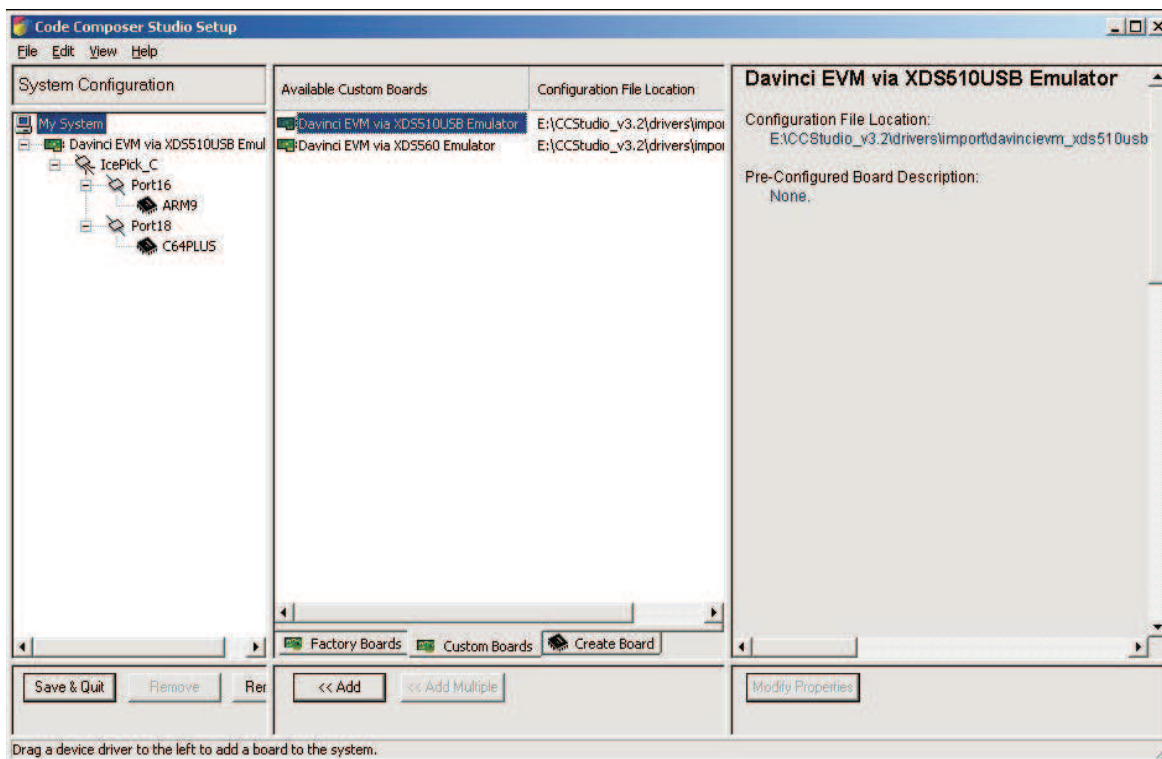 Code Composer Studio Setup
File Edit View Help
System Configuration
My System
Davinci EVM via XDS510USB Emul
IcePick_C
Port16
ARM9
Port18
C64PLUS
Available Custom Boards Configuration File Location
Davinci EVM via XDS510USB Emulator E:\CCStudio_v3.2\drivers\impor
Davinci EVM via XDS560 Emulator E:\CCStudio_v3.2\drivers\impor
Factory Boards Custom Boards Create Board
Davinci EVM via XDS510USB Emulator
Configuration File Location:
E:\CCStudio_v3.2\drivers\import\davincievm_xds510usb
Pre-Configured Board Description:
None.
Save & Quit Remove Rer
<< Add << Add Multiple
Modify Properties
Drag a device driver to the left to add a board to the system.